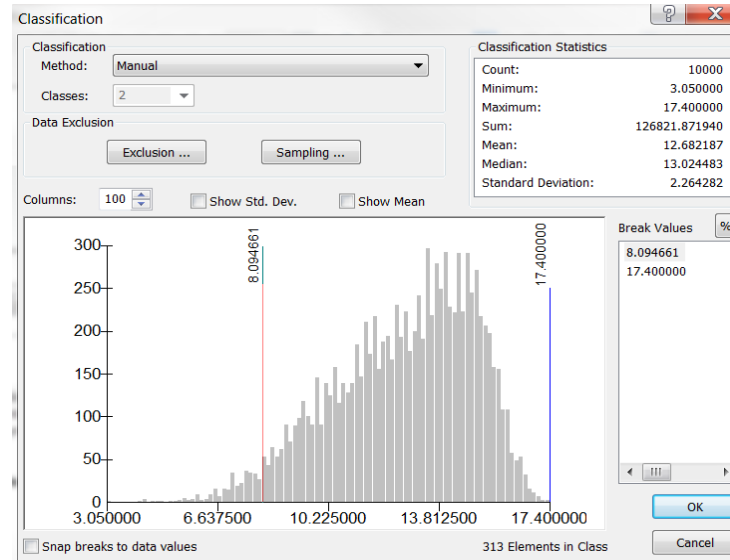 Classification
Classification
Method: Manual
Classes: 2
Data Exclusion
Exclusion ...
Sampling ...
Classification Statistics
Count: 10000
Minimum: 3.050000
Maximum: 17.400000
Sum: 126821.871940
Mean: 12.682187
Median: 13.024483
Standard Deviation: 2.264282
Columns: 100
Show Std. Dev.
Show Mean
Break Values %
8.094661
17.400000
8.094661
17.400000
300
250
200
150
100
50
0
3.050000 6.637500 10.225000 13.812500 17.400000
OK
Snap breaks to data values
313 Elements in Class
Cancel